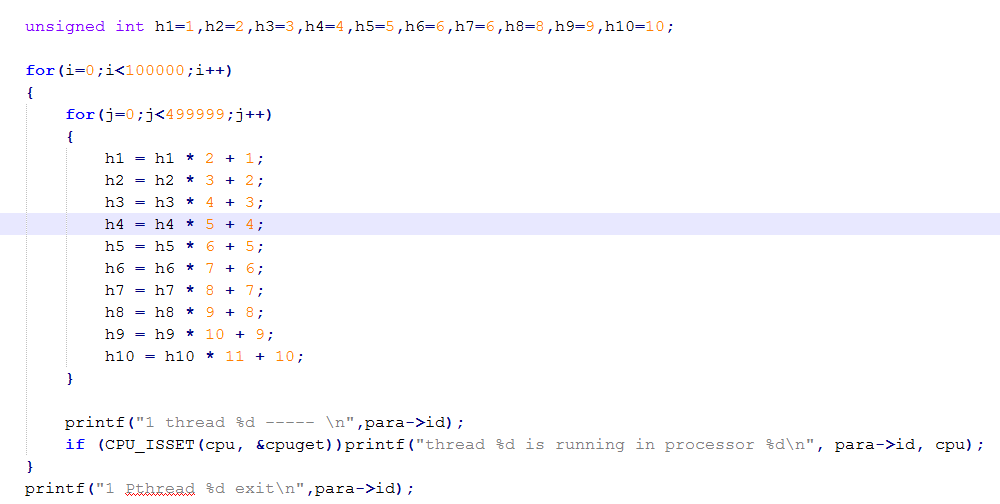 unsigned int h1=1,h2=2,h3=3,h4=4,h5=5,h6=6,h7=6,h8=8,h9=9,h10=10;
for(i=0;i<100000;i++)
{
for(j=0;j<499999;j++)
{
h1 = h1 * 2 + 1;
h2 = h2 * 3 + 2;
h3 = h3 * 4 + 3;
h4 = h4 * 5 + 4;
h5 = h5 * 6 + 5;
h6 = h6 * 7 + 6;
h7 = h7 * 8 + 7;
h8 = h8 * 9 + 8;
h9 = h9 * 10 + 9;
h10 = h10 * 11 + 10;
}
printf("1 thread %d ----- \n",para->id);
if (CPU_ISSET(cpu, &cpuget))printf("thread %d is running in processor %d\n", para->id, cpu);
}
printf("1 Pthread %d exit\n",para->id);